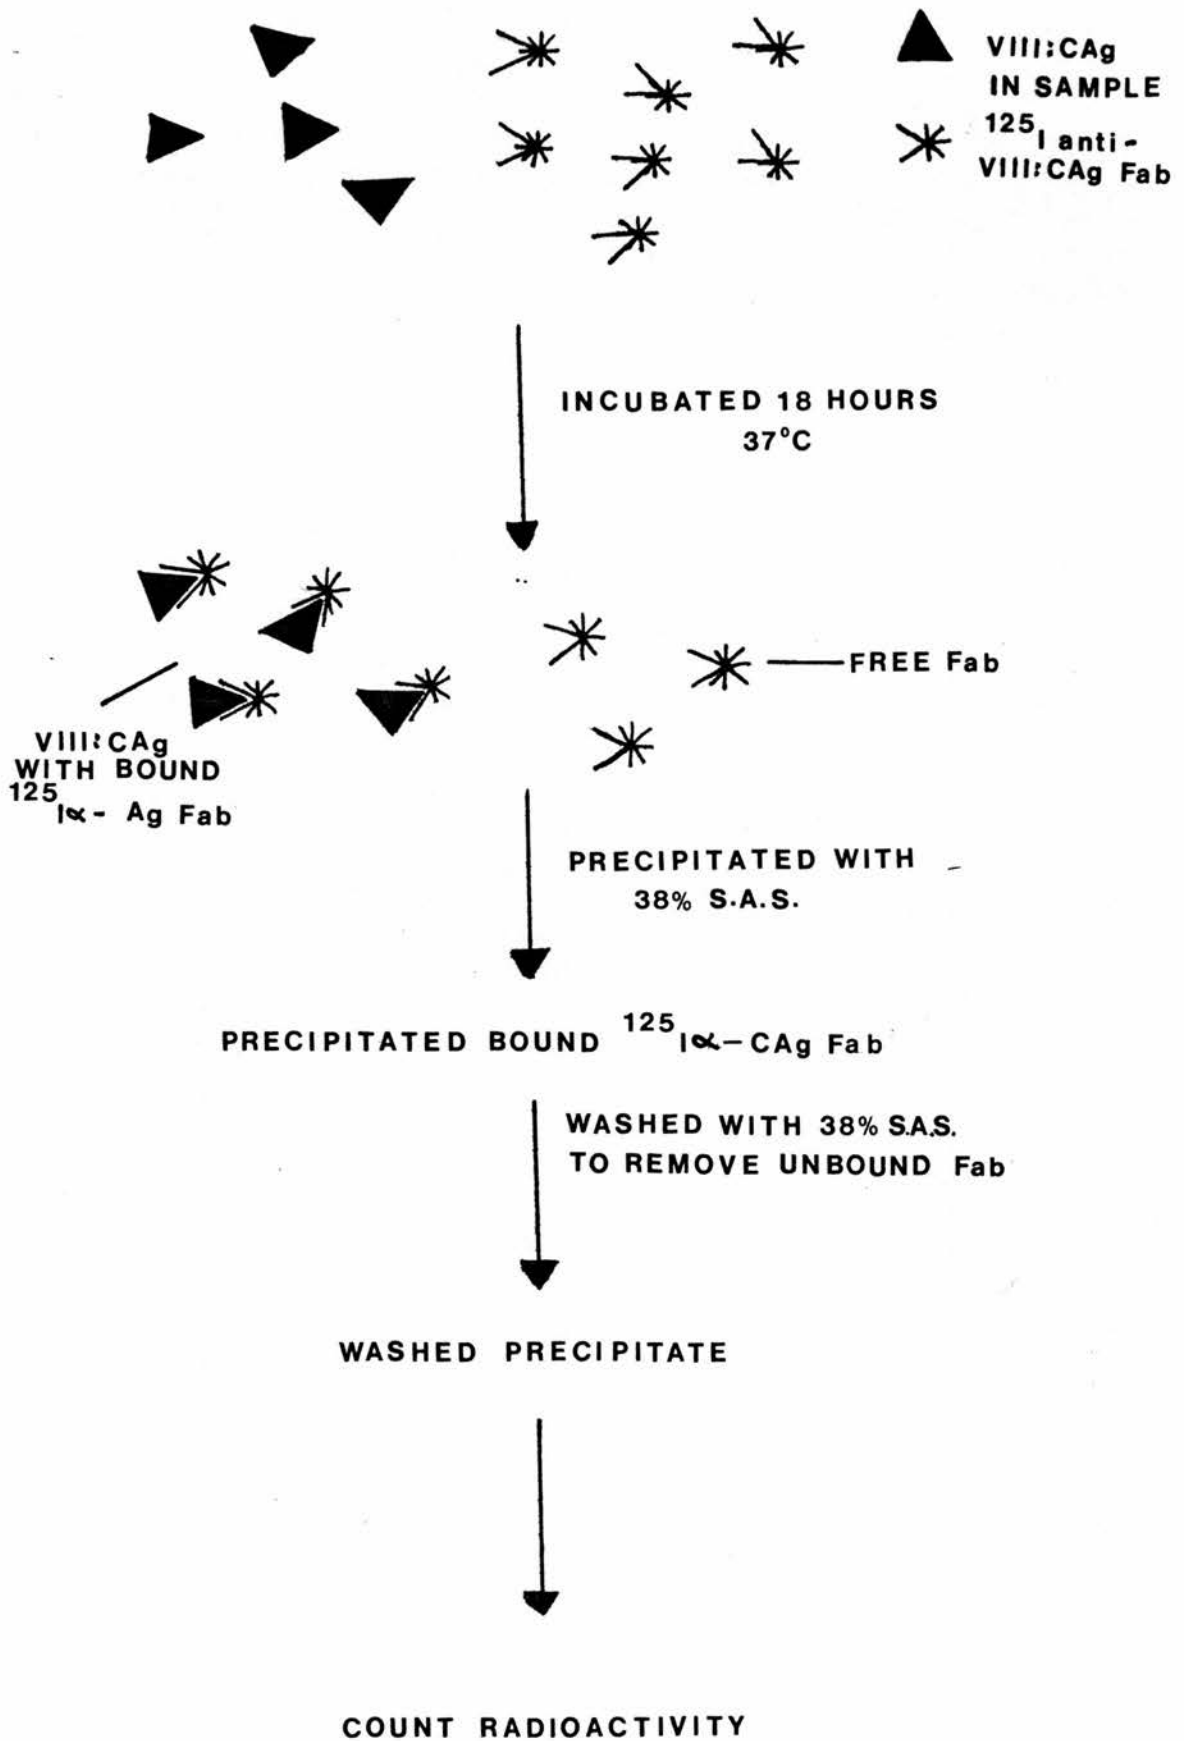 VIII:CAg
IN SAMPLE
125I anti-
VIII:CAg Fab
INCUBATED 18 HOURS
37°C
FREE Fab
VIII:CAg
WITH BOUND
125Iα- Ag Fab
PRECIPITATED WITH
38% S.A.S.
PRECIPITATED BOUND 125Iα-CAg Fab
WASHED WITH 38% S.A.S.
TO REMOVE UNBOUND Fab
WASHED PRECIPITATE
COUNT RADIOACTIVITY